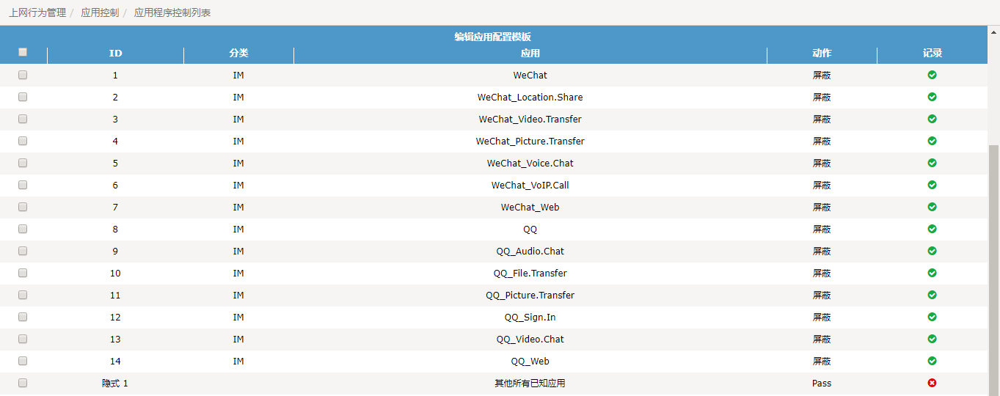 上网行为管理 / 应用控制 / 应用程序控制列表
编辑应用配置模板
ID 分类 应用 动作 记录
1 IM WeChat 屏蔽
2 IM WeChat_Location.Share 屏蔽
3 IM WeChat_Video.Transfer 屏蔽
4 IM WeChat_Picture.Transfer 屏蔽
5 IM WeChat_Voice.Chat 屏蔽
6 IM WeChat_VoIP.Call 屏蔽
7 IM WeChat_Web 屏蔽
8 IM QQ 屏蔽
9 IM QQ_Audio.Chat 屏蔽
10 IM QQ_File.Transfer 屏蔽
11 IM QQ_Picture.Transfer 屏蔽
12 IM QQ_Sign.In 屏蔽
13 IM QQ_Video.Chat 屏蔽
14 IM QQ_Web 屏蔽
隐式 1 其他所有已知应用 Pass